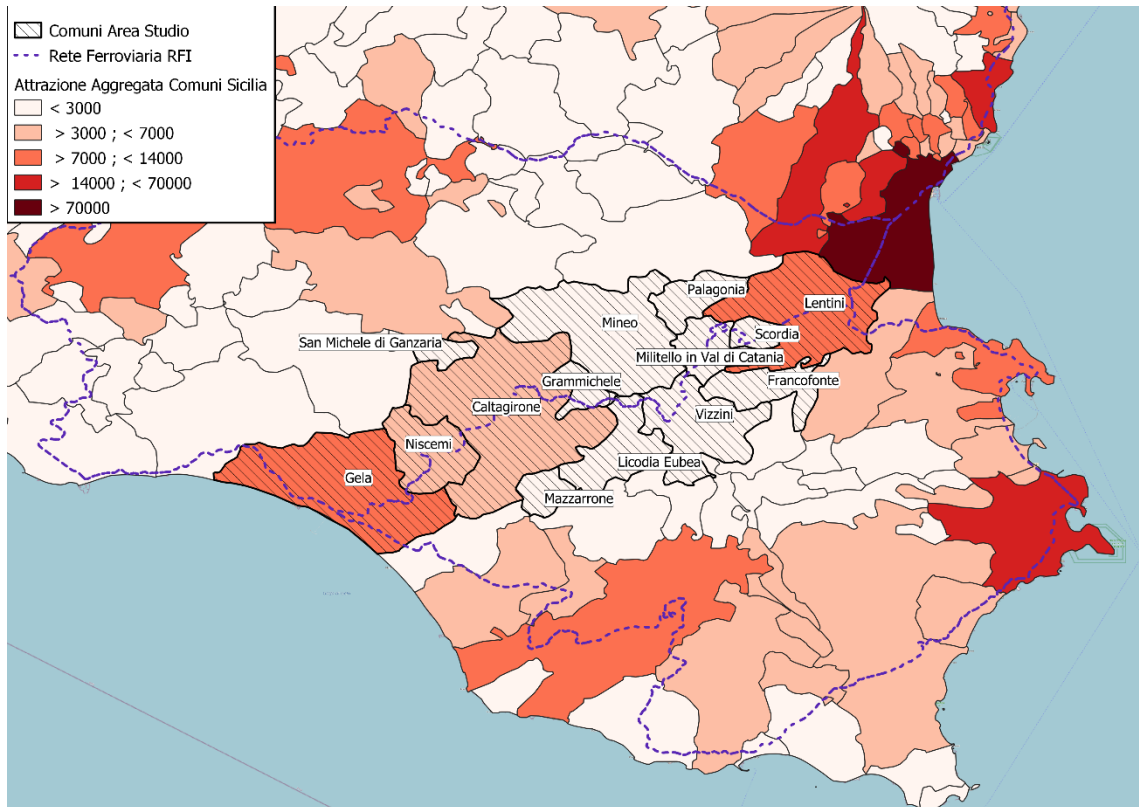 Comuni Area Studio
Rete Ferroviaria RFI
Attrazione Aggregata Comuni Sicilia
< 3000
> 3000 ; < 7000
> 7000 ; < 14000
> 14000 ; < 70000
> 70000
Palagonia
Lentini
Mineo
Scordia
San Michele di Ganzaria
Militello in Val di Catania
Grammichele
Francofonte
Caltagirone
Vizzini
Niscemi
Licodia Eubea
Gela
Mazzarrone